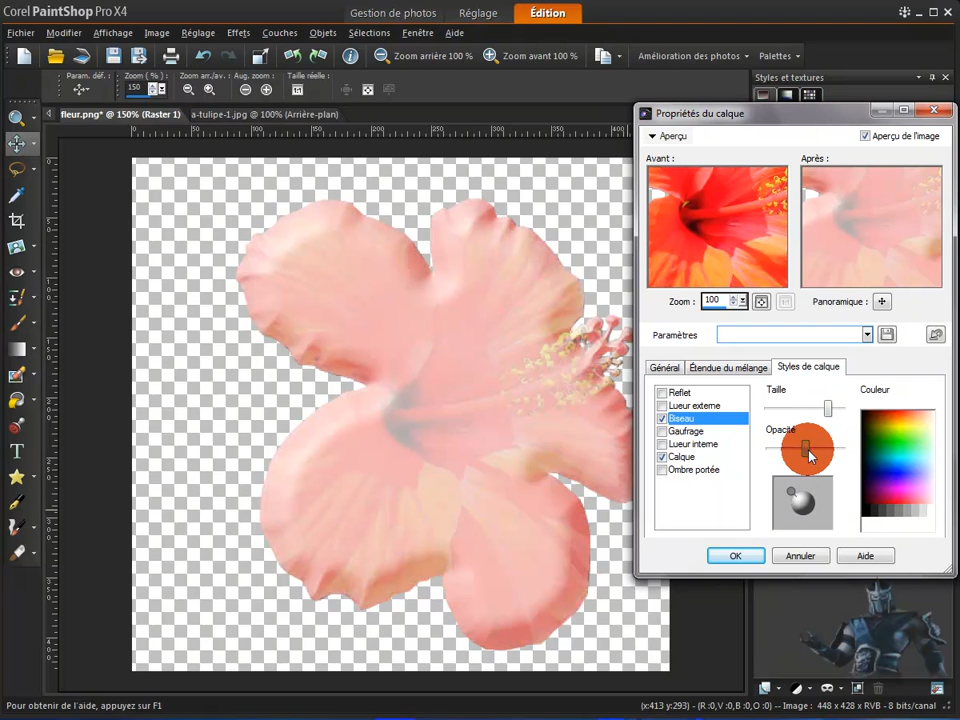 Corel PaintShop Pro X4
Gestion de photos
Réglage
Édition
Fichier Modifier Affichage Image Réglage Effets Couches Objets Sélections Fenêtre Aide
Zoom arrière 100 % Zoom avant 100 % Amélioration des photos Palettes
Param. déf. : Zoom ( % ) : Zoom arr./av. : Aug. zoom : Taille réelle :
150
Styles et textures
fleur.png* @ 150% (Raster 1) a-tulipe-1.jpg @ 100% (Arrière-plan)
Propriétés du calque
Aperçu
Aperçu de l'image
Avant :
Après :
Zoom : 100
Panoramique :
Paramètres
Général Étendue du mélange Styles de calque
Reflet
Lueur externe
Biseau
Gaufrage
Lueur interne
Calque
Ombre portée
Taille
Opacité
Couleur
OK Annuler Aide
Pour obtenir de l'aide, appuyez sur F1
(x:413 y:293) -- (R :0,V :0,B :0,O :0) -- Image : 448 x 428 x RVB - 8 bits/canal